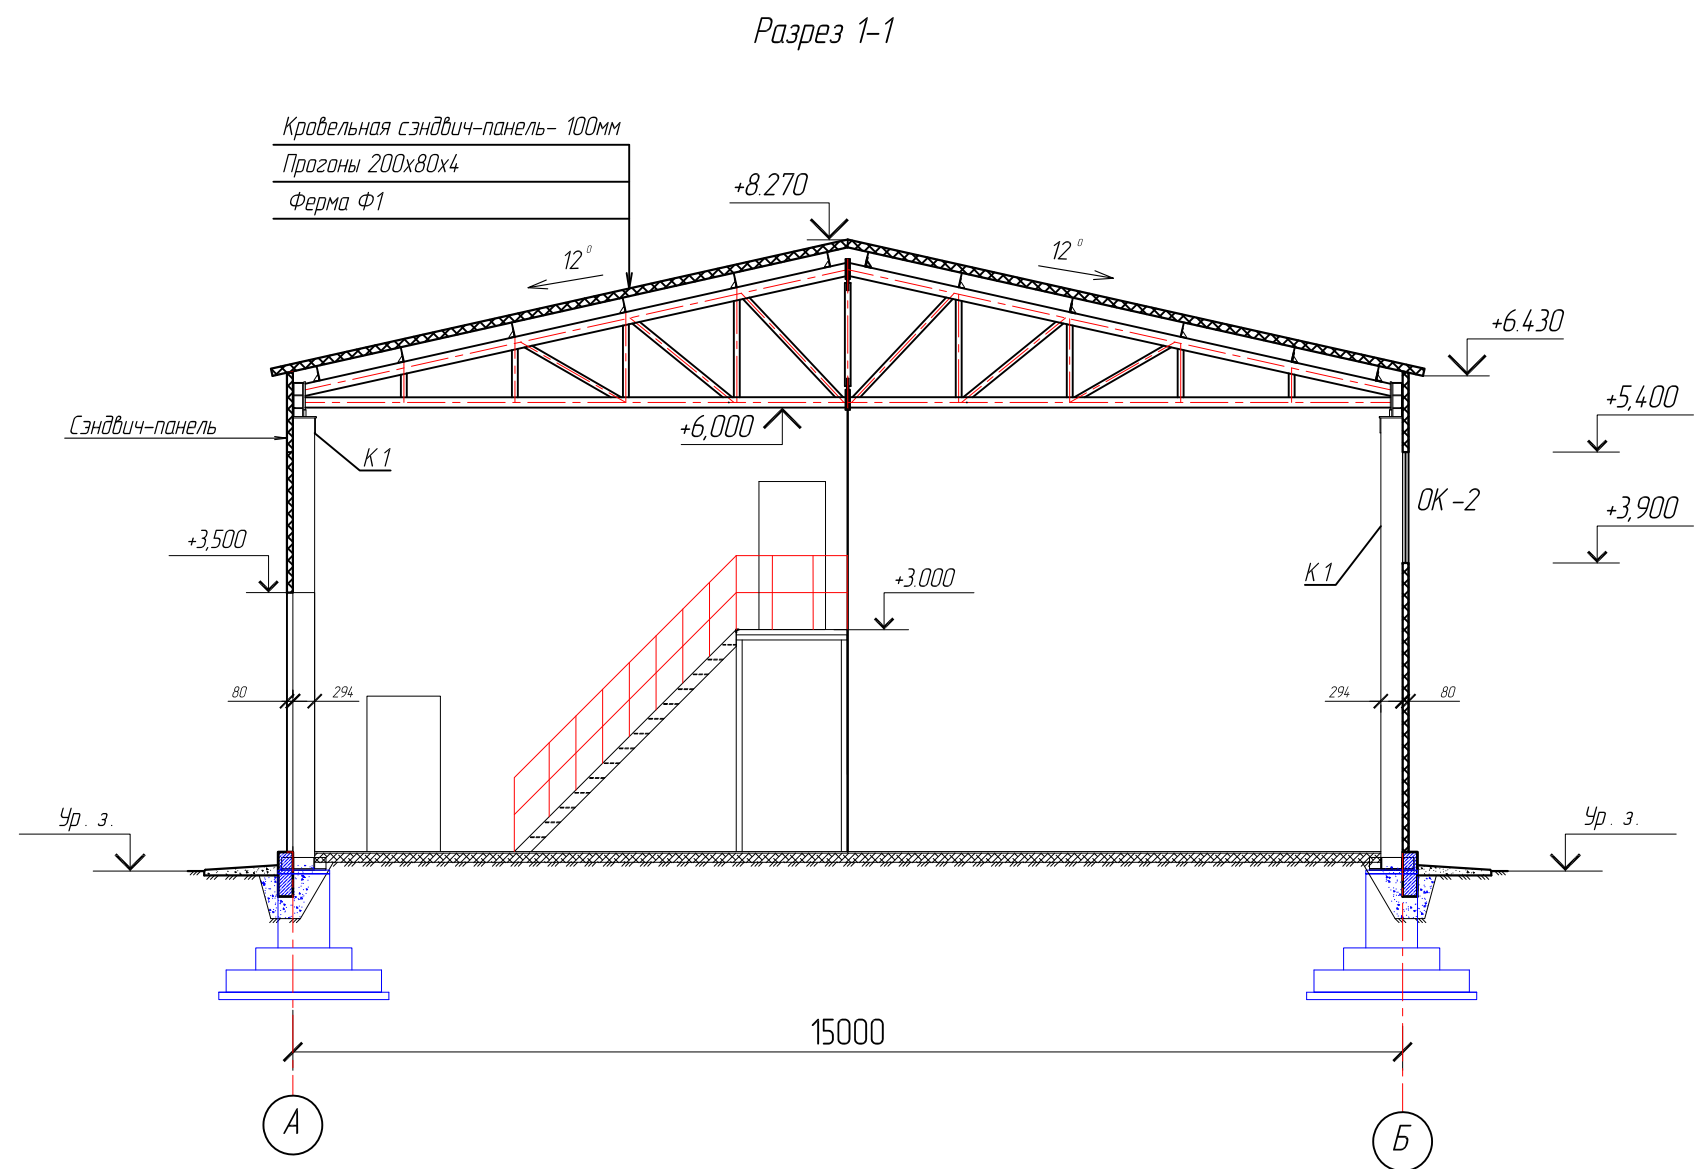 Разрез 1-1
Кровельная сэндвич-панель- 100мм
Прогоны 200х80х4
Ферма Ф1
+8.270
12°
12°
+6.430
+5,400
Сэндвич-панель
+6,000
К1
ОК-2
+3,900
+3,500
К1
+3.000
80
294
294
80
Ур. з.
Ур. з.
15000
А
Б